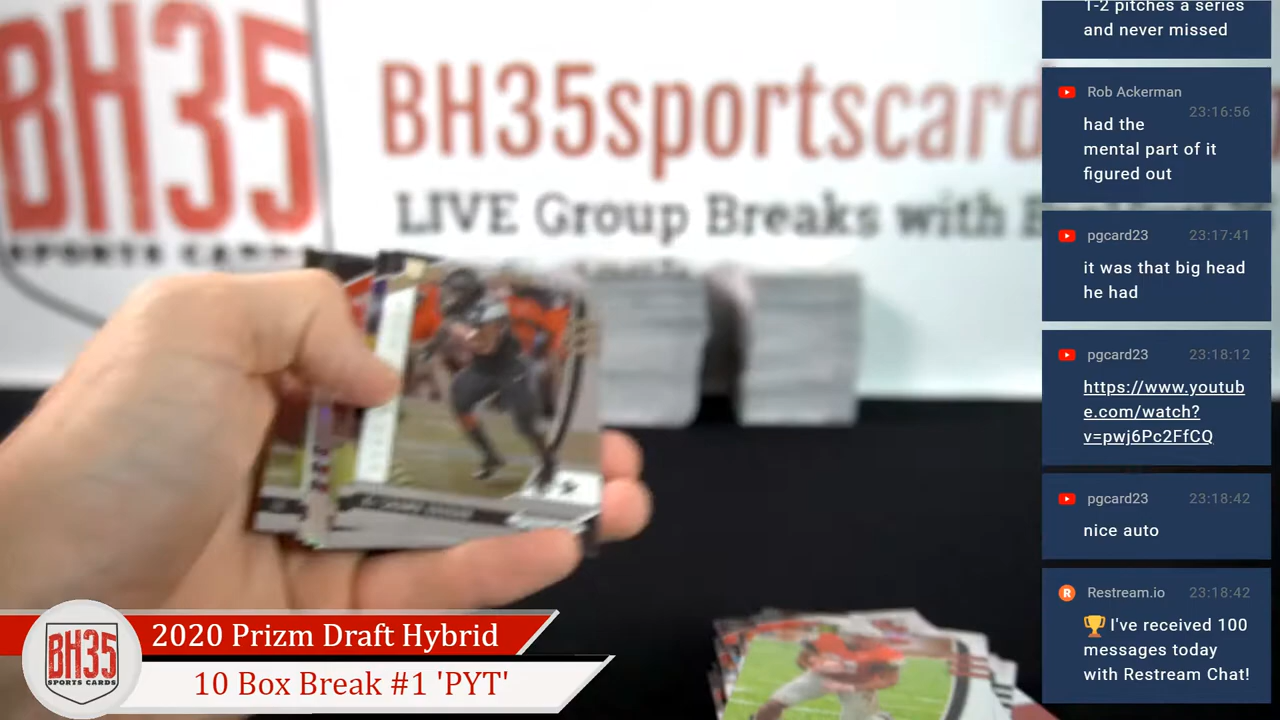 BH35
SPORTS CARDS
BH35sportscard
LIVE Group Breaks with
1-2 pitches a series
and never missed
Rob Ackerman
23:16:56
had the
mental part of it
figured out
pgcard23 23:17:41
it was that big head
he had
pgcard23 23:18:12
https://www.youtub
e.com/watch?
v=pwj6Pc2FfCQ
pgcard23 23:18:42
nice auto
Restream.io 23:18:42
🏆 I've received 100
messages today
with Restream Chat!
BH35
SPORTS CARDS
2020 Prizm Draft Hybrid
10 Box Break #1 'PYT'